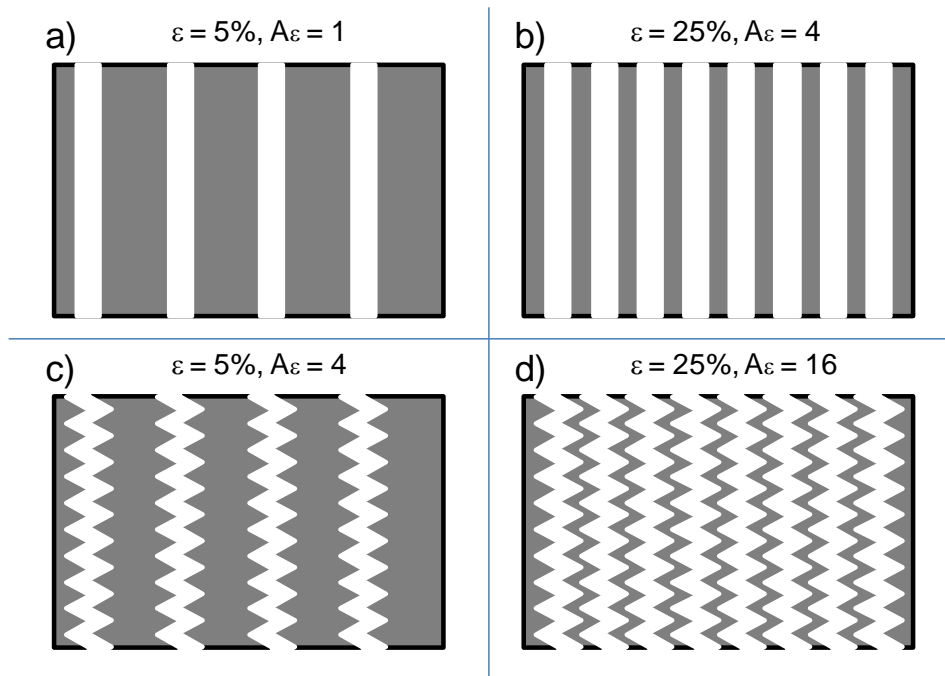 a) ε = 5%, Aε = 1
b) ε = 25%, Aε = 4
c) ε = 5%, Aε = 4
d) ε = 25%, Aε = 16